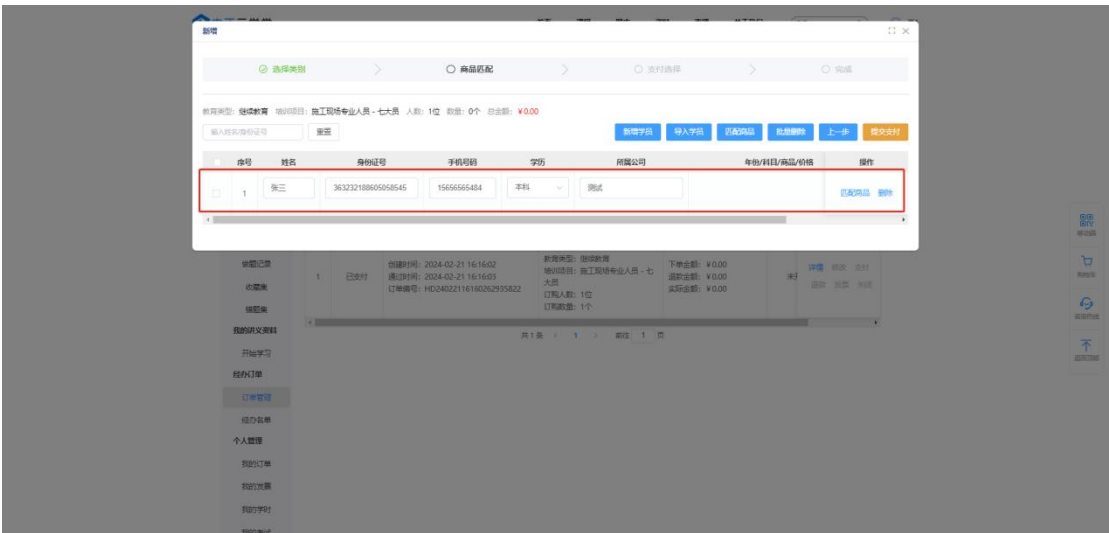 新增
选择类别
商品匹配
支付选择
完成
教育类型: 继续教育 培训项目: 施工现场专业人员 - 七大员 人数: 1位 数量: 0个 总金额: ￥0.00
输入姓名/身份证号 重置 新增学员 导入学员 匹配商品 批量删除 上一步 提交支付
序号 姓名 身份证号 手机号码 学历 所属公司 年份/科目/商品/价格 操作
1 张三 363232188605058545 15656565484 本科 测试 匹配商品 删除
做题记录
收藏集
错题集
我的讲义资料
开始学习
经办订单
订单管理
经办名单
个人管理
我的订单
我的发票
我的学时
1 已支付
创建时间: 2024-02-21 16:16:02
通过时间: 2024-02-21 16:16:03
订单编号: HD24022116160262935822
教育类型: 继续教育
培训项目: 施工现场专业人员 - 七
大员
订购人数: 1位
订购数量: 1个
下单金额: ￥0.00
退款金额: ￥0.00
实际金额: ￥0.00
详情 修改 支付
退款 发票 关闭
共 1 条 1 前往 1 页
购物车
返回顶部